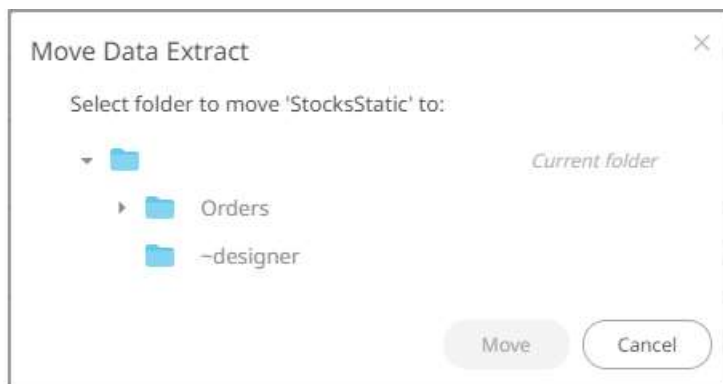 Move Data Extract
Select folder to move 'StocksStatic' to:
Current folder
Orders
~designer
Move
Cancel